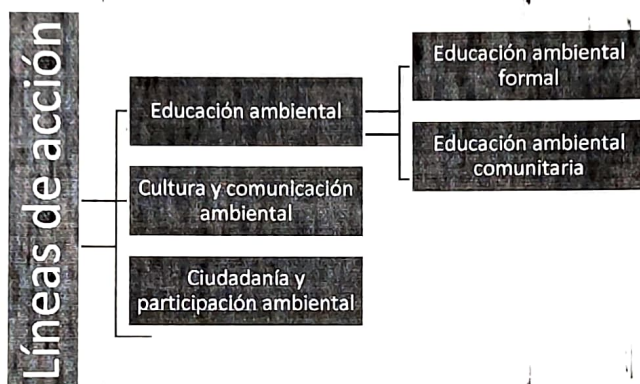 Líneas de acción
Educación ambiental
Cultura y comunicación
ambiental
Ciudadanía y
participación ambiental
Educación ambiental
formal
Educación ambiental
comunitaria